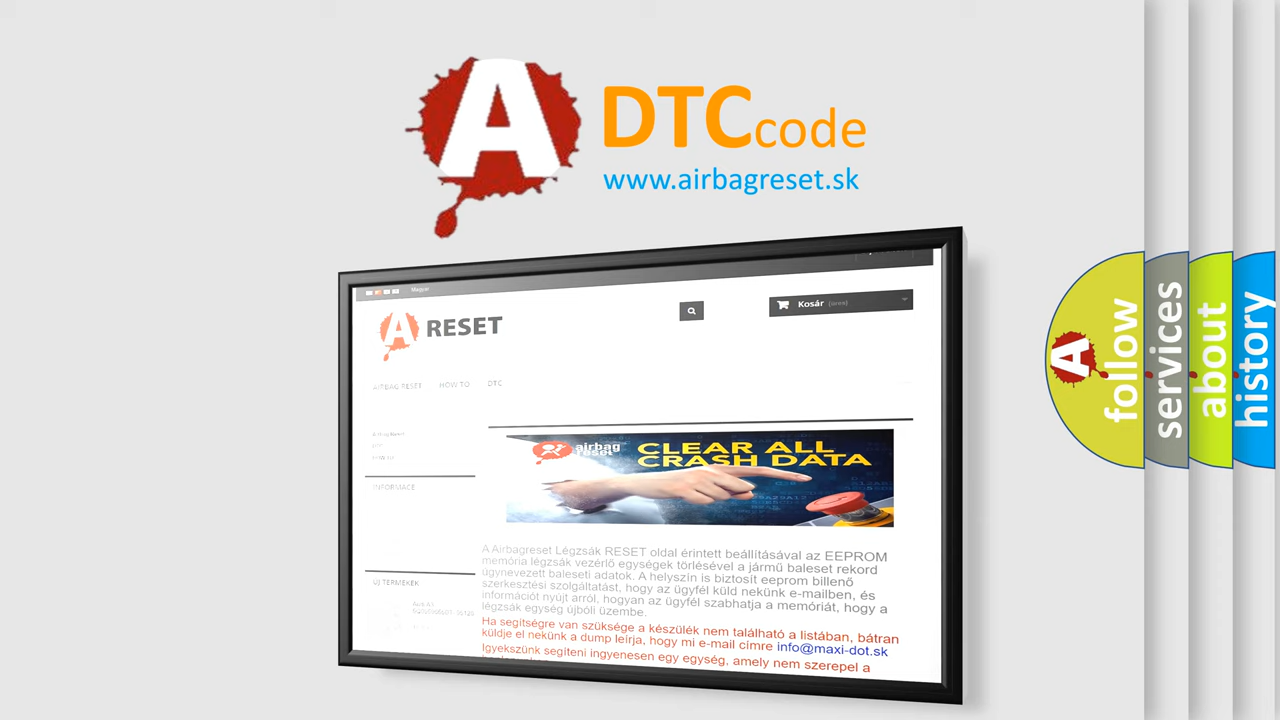 A
DTC code
www.airbagreset.sk
Magyar
A RESET
Kosár (üres)
AIRBAG RESET HOW TO DTC
INFORMACE
ÚJ TERMÉKEK
airbag
reset
CLEAR ALL
CRASH DATA
A Airbagreset Légzsák RESET oldal érintett beállításával az EEPROM
memória légzsák vezérlő egységek törlésével a jármű baleset rekord
úgynevezett baleseti adatok. A helyszín is biztosít eeprom billenő
szerkesztési szolgáltatást, hogy az ügyfél küld nekünk e-mailben, és
információt nyújt arról, hogyan az ügyfél szabhatja a memóriát, hogy a
légzsák egység újbóli üzembe.
Ha segítségre van szüksége a készülék nem található a listában, bátran
küldje el nekünk a dump leírja, hogy mi e-mail címre info@maxi-dot.sk
Igyekszünk segíteni ingyenesen egy egység, amely nem szerepel a
A
follow
services
about
history